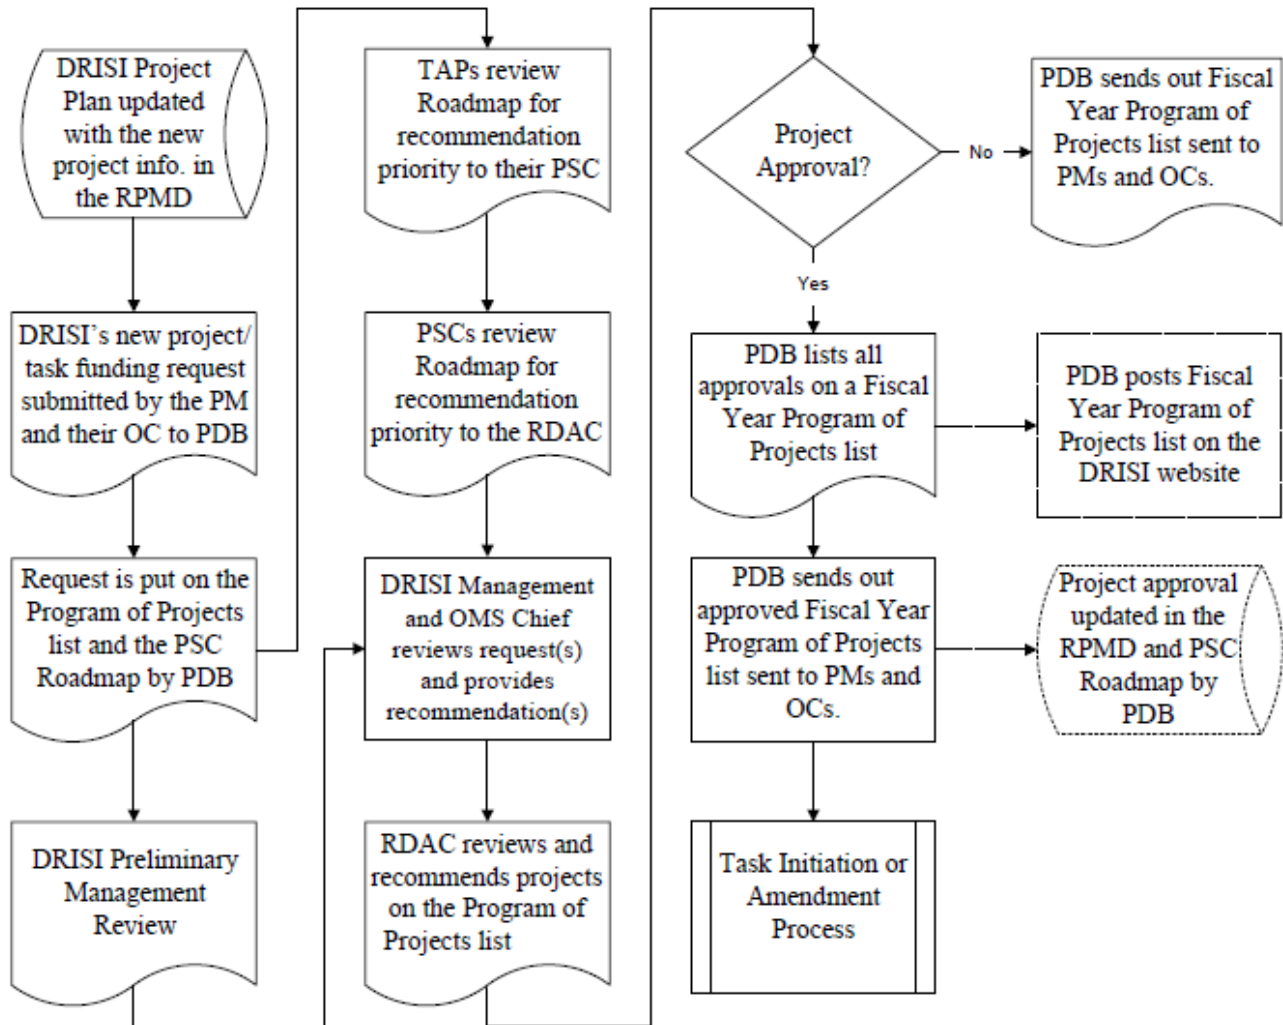 DRISI Project
Plan updated
with the new
project info. in
the RPMD
DRISI's new project/
task funding request
submitted by the PM
and their OC to PDB
Request is put on the
Program of Projects
list and the PSC
Roadmap by PDB
DRISI Preliminary
Management
Review
TAPs review
Roadmap for
recommendation
priority to their PSC
PSCs review
Roadmap for
recommendation
priority to the RDAC
DRISI Management
and OMS Chief
reviews request(s)
and provides
recommendation(s)
RDAC reviews and
recommends projects
on the Program of
Projects list
Project
Approval?
No
PDB sends out Fiscal
Year Program of
Projects list sent to
PMs and OCs.
Yes
PDB lists all
approvals on a Fiscal
Year Program of
Projects list
PDB posts Fiscal
Year Program of
Projects list on the
DRISI website
PDB sends out
approved Fiscal Year
Program of Projects
list sent to PMs and
OCs.
Project approval
updated in the
RPMD and PSC
Roadmap by
PDB
Task Initiation or
Amendment
Process